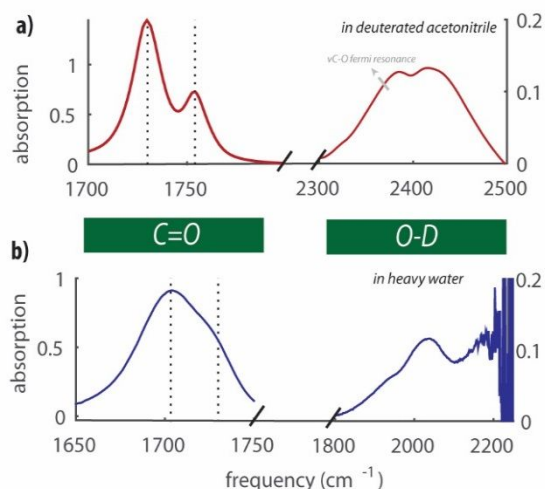 a)
in deuterated acetonitrile
νC-O fermi resonance
absorption
1
0.5
0
0.2
0.1
0
1700
1750
2300
2400
2500
C=O
O-D
b)
in heavy water
absorption
1
0.5
0
0.2
0.1
0
1650
1700
1750
1800
2000
2200
frequency (cm -1)